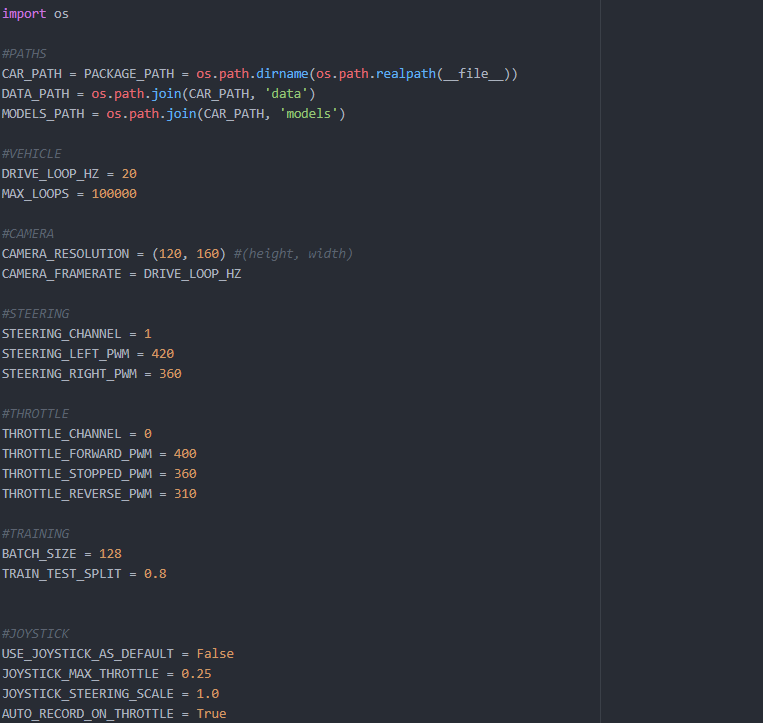 import os
#PATHS
CAR_PATH = PACKAGE_PATH = os.path.dirname(os.path.realpath(__file__))
DATA_PATH = os.path.join(CAR_PATH, 'data')
MODELS_PATH = os.path.join(CAR_PATH, 'models')
#VEHICLE
DRIVE_LOOP_HZ = 20
MAX_LOOPS = 100000
#CAMERA
CAMERA_RESOLUTION = (120, 160) #(height, width)
CAMERA_FRAMERATE = DRIVE_LOOP_HZ
#STEERING
STEERING_CHANNEL = 1
STEERING_LEFT_PWM = 420
STEERING_RIGHT_PWM = 360
#THROTTLE
THROTTLE_CHANNEL = 0
THROTTLE_FORWARD_PWM = 400
THROTTLE_STOPPED_PWM = 360
THROTTLE_REVERSE_PWM = 310
#TRAINING
BATCH_SIZE = 128
TRAIN_TEST_SPLIT = 0.8
#JOYSTICK
USE_JOYSTICK_AS_DEFAULT = False
JOYSTICK_MAX_THROTTLE = 0.25
JOYSTICK_STEERING_SCALE = 1.0
AUTO_RECORD_ON_THROTTLE = True